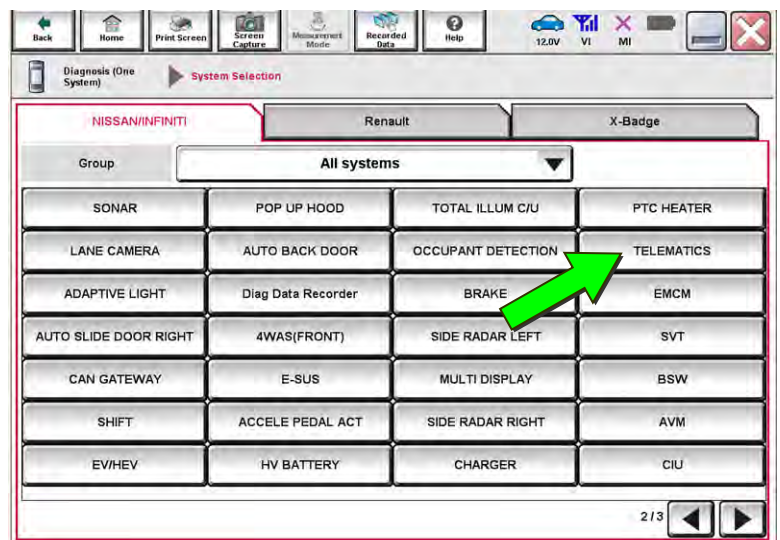 Back Home Print Screen Screen Capture Measurement Mode Recorded Data Help 12.0V VI MI
Diagnosis (One System) System Selection
NISSAN/INFINITI Renault X-Badge
Group All systems
SONAR POP UP HOOD TOTAL ILLUM C/U PTC HEATER
LANE CAMERA AUTO BACK DOOR OCCUPANT DETECTION TELEMATICS
ADAPTIVE LIGHT Diag Data Recorder BRAKE EMCM
AUTO SLIDE DOOR RIGHT 4WAS(FRONT) SIDE RADAR LEFT SVT
CAN GATEWAY E-SUS MULTI DISPLAY BSW
SHIFT ACCELE PEDAL ACT SIDE RADAR RIGHT AVM
EV/HEV HV BATTERY CHARGER CIU
2/3